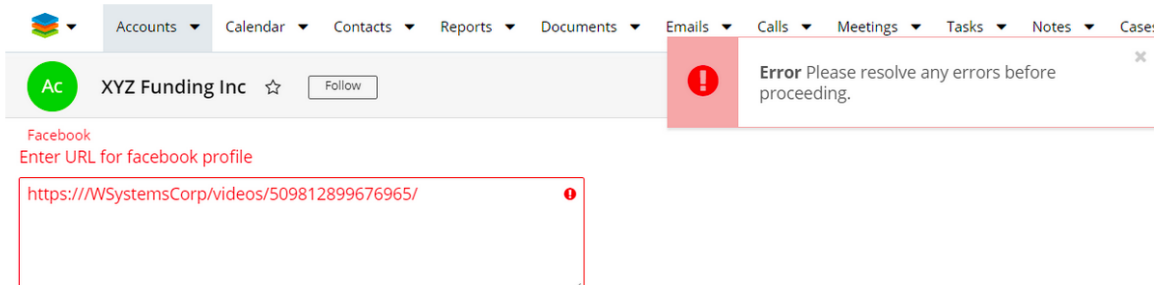 Accounts Calendar Contacts Reports Documents Emails Calls Meetings Tasks Notes Cases
Ac XYZ Funding Inc Follow
Error Please resolve any errors before
proceeding.
Facebook
Enter URL for facebook profile
https:///WSystemsCorp/videos/509812899676965/